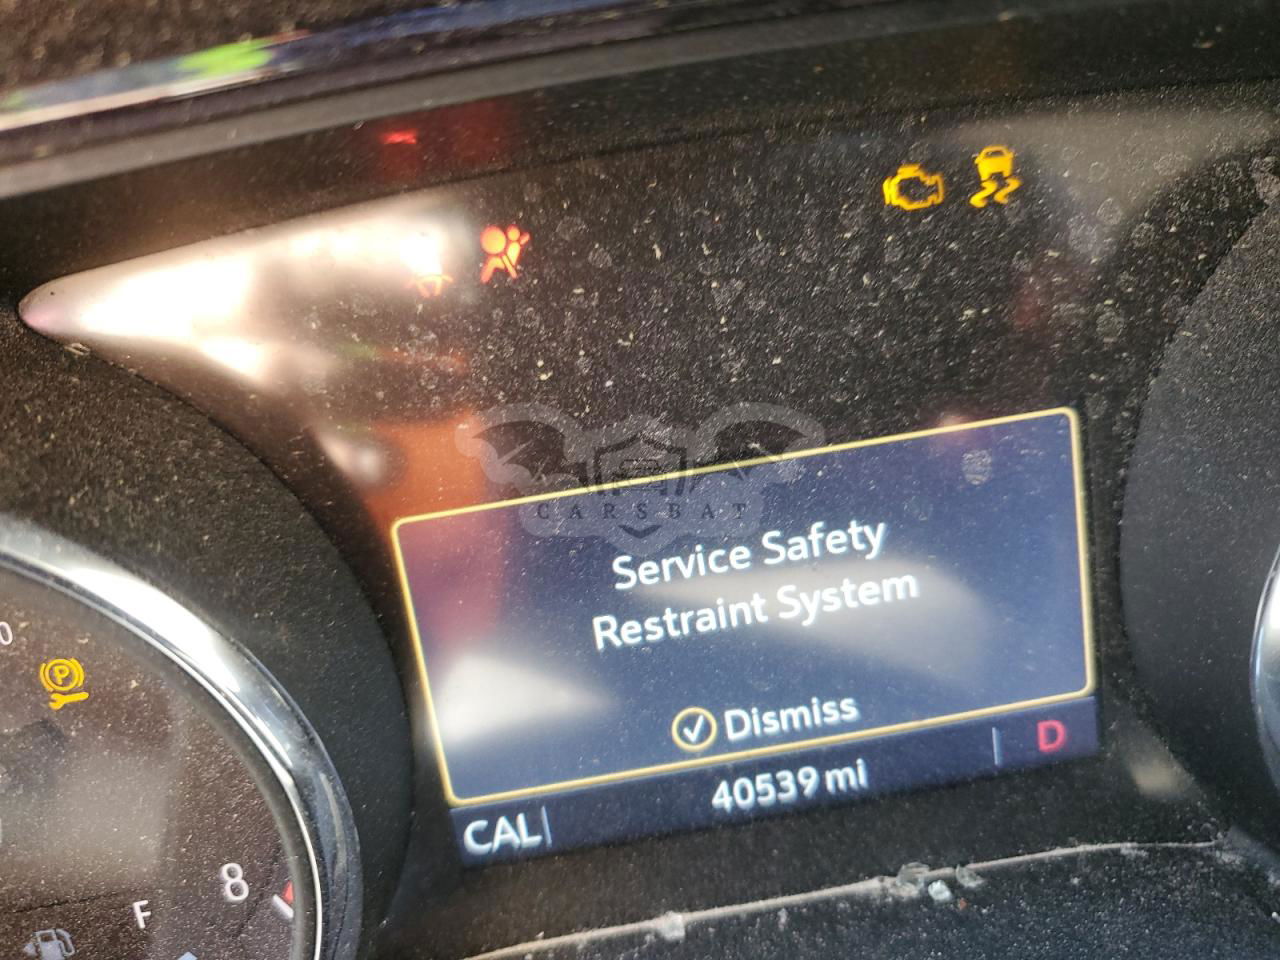 CARSBAT
Service Safety
Restraint System
Dismiss
D
40539 mi
CAL
P
8
F